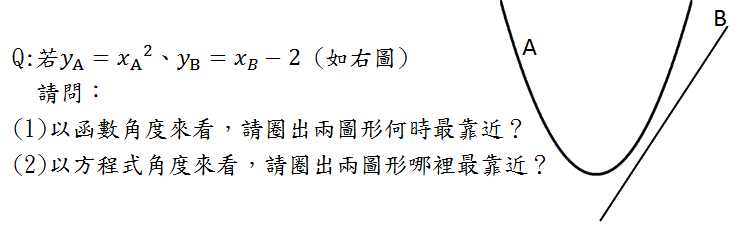 Q:若y_A = x_A²、y_B = x_B − 2（如右圖）
請問：
(1)以函數角度來看，請圈出兩圖形何時最靠近？
(2)以方程式角度來看，請圈出兩圖形哪裡最靠近？
A
B